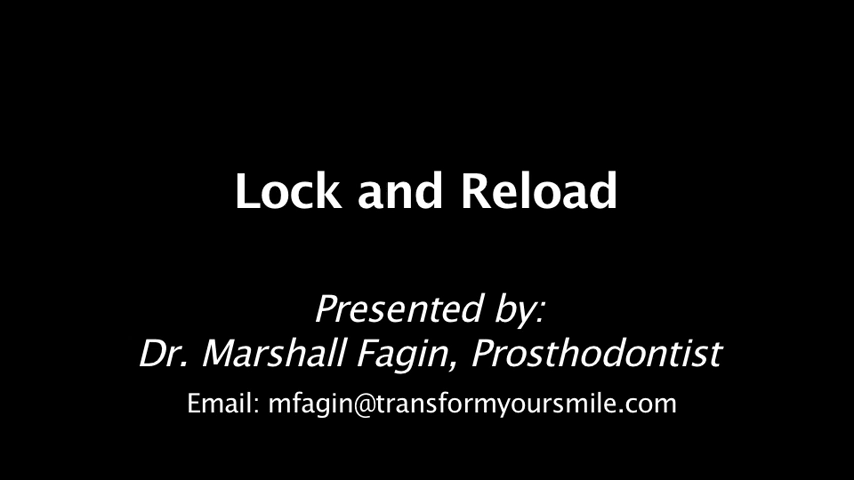 Lock and Reload
Presented by:
Dr. Marshall Fagin, Prosthodontist
Email: mfagin@transformyoursmile.com